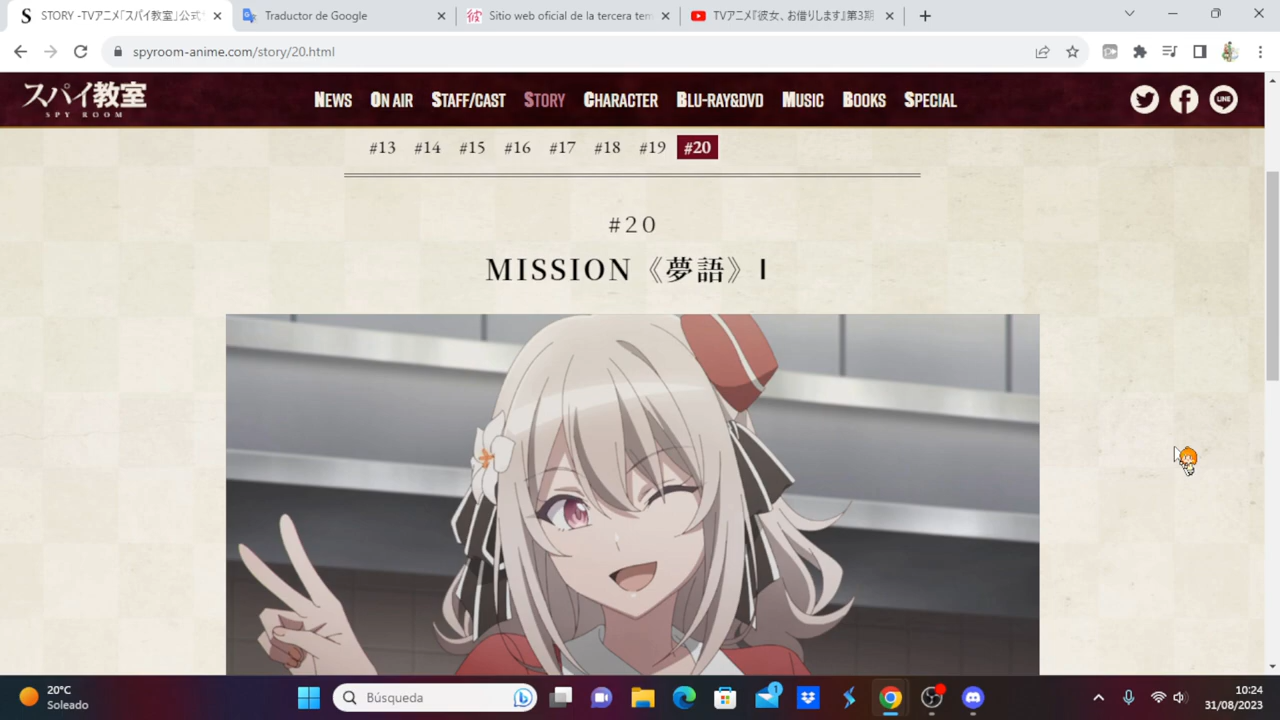 STORY -TVアニメ「スパイ教室」公式
Traductor de Google
Sitio web oficial de la tercera tem
TVアニメ『彼女、お借りします』第3期
spyroom-anime.com/story/20.html
スパイ教室
SPY ROOM
NEWS ON AIR STAFF/CAST STORY CHARACTER BLU-RAY&DVD MUSIC BOOKS SPECIAL
LINE
#13 #14 #15 #16 #17 #18 #19 #20
#20
MISSION《夢語》I
20°C
Soleado
Búsqueda
1
10:24
31/08/2023